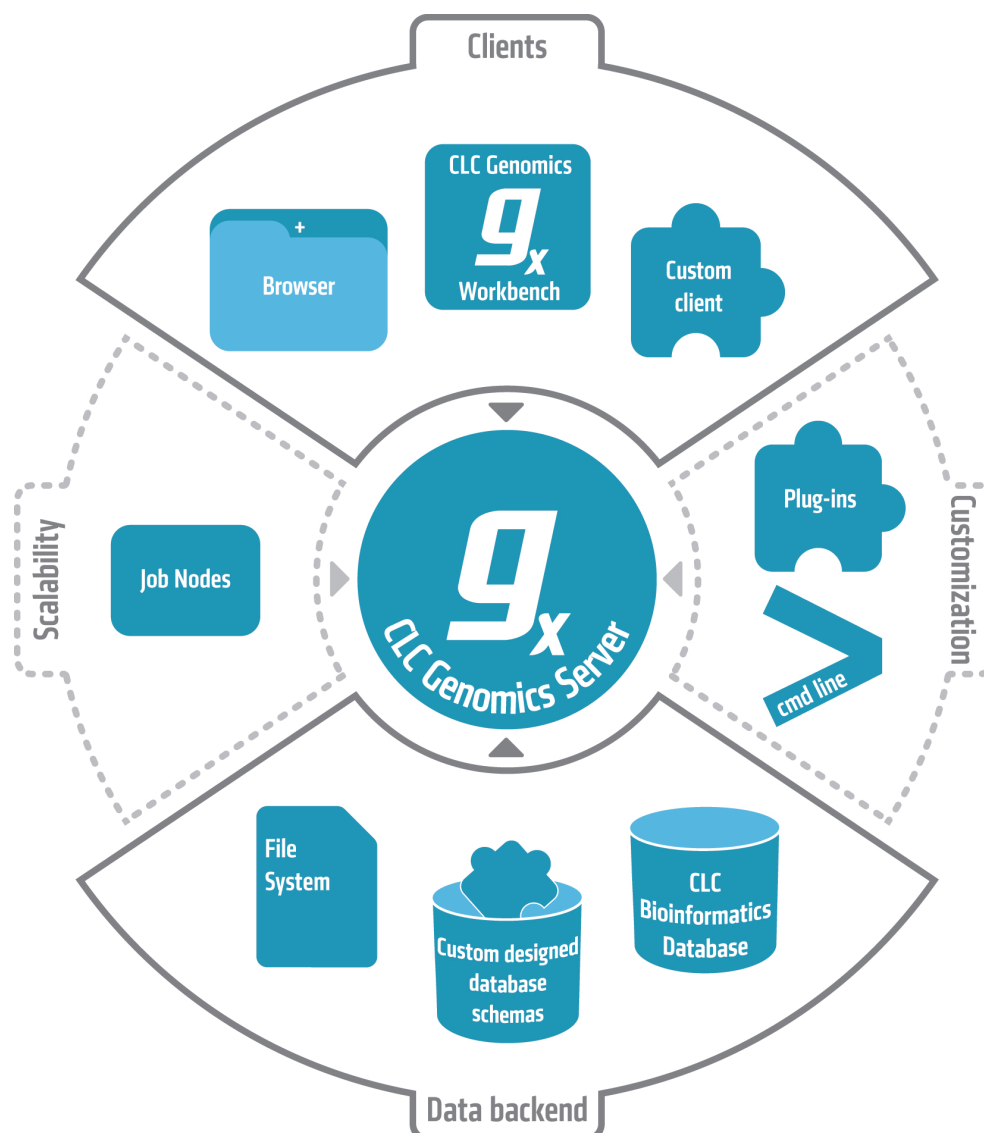 Clients
CLC Genomics
gx
Workbench
+
Browser
Custom
client
Scalability
Job Nodes
gx
CLC Genomics Server
Plug-ins
cmd line
Customization
File
System
Custom designed
database
schemas
CLC
Bioinformatics
Database
Data backend